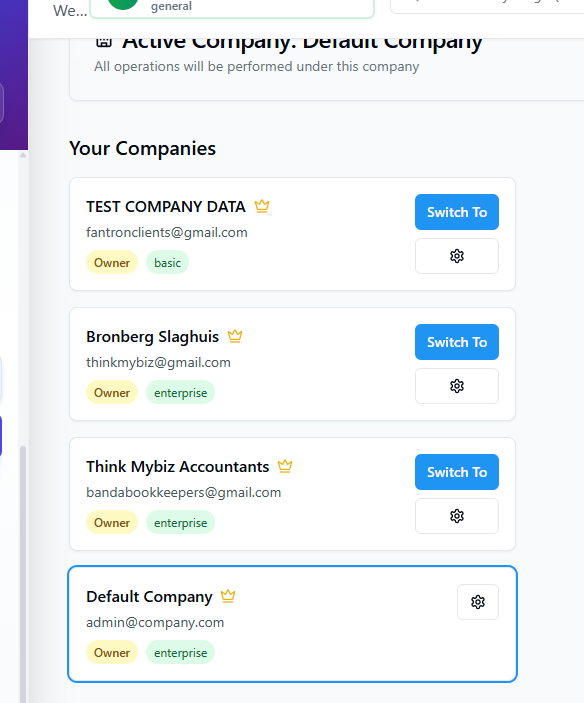 We...
general
Active Company: Default Company
All operations will be performed under this company
Your Companies
TEST COMPANY DATA
Switch To
fantronclients@gmail.com
Owner basic
Bronberg Slaghuis
Switch To
thinkmybiz@gmail.com
Owner enterprise
Think Mybiz Accountants
Switch To
bandabookkeepers@gmail.com
Owner enterprise
Default Company
admin@company.com
Owner enterprise